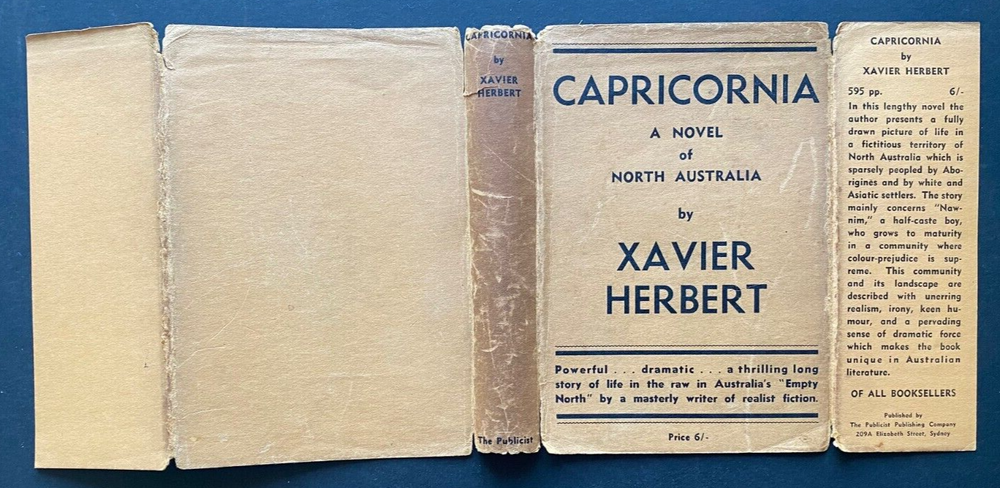 CAPRICORNIA
by
XAVIER
HERBERT
The Publicist
CAPRICORNIA
A NOVEL
of
NORTH AUSTRALIA
by
XAVIER
HERBERT
Powerful . . . dramatic . . . a thrilling long
story of life in the raw in Australia's "Empty
North" by a masterly writer of realist fiction.
Price 6/-
CAPRICORNIA
by
XAVIER HERBERT
595 pp. 6/-
In this lengthy novel the
author presents a fully
drawn picture of life in
a fictitious territory of
North Australia which is
sparsely peopled by Abo-
rigines and by white and
Asiatic settlers. The story
mainly concerns "Naw-
nim," a half-caste boy,
who grows to maturity
in a community where
colour-prejudice is sup-
reme. This community
and its landscape are
described with unerring
realism, irony, keen hu-
mour, and a pervading
sense of dramatic force
which makes the book
unique in Australian
literature.
OF ALL BOOKSELLERS
Published by
The Publicist Publishing Company
209A Elizabeth Street, Sydney